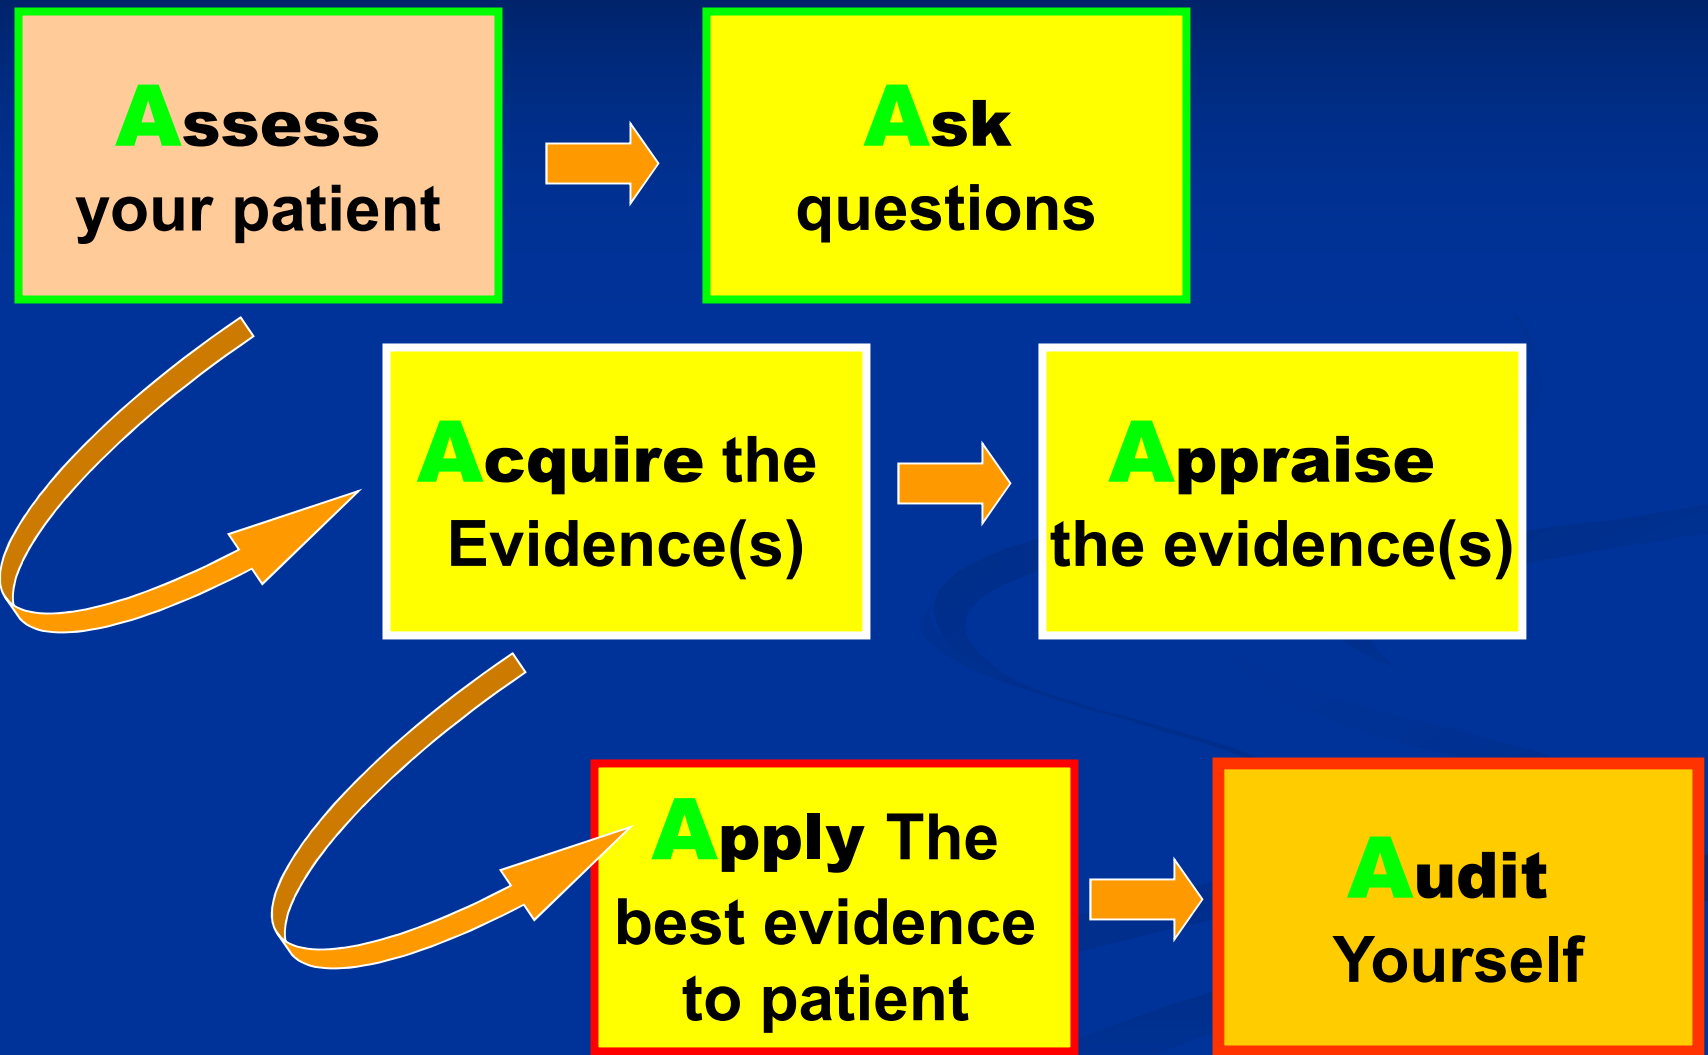 Assess
your patient
Ask
questions
Acquire the
Evidence(s)
Appraise
the evidence(s)
Apply The
best evidence
to patient
Audit
Yourself